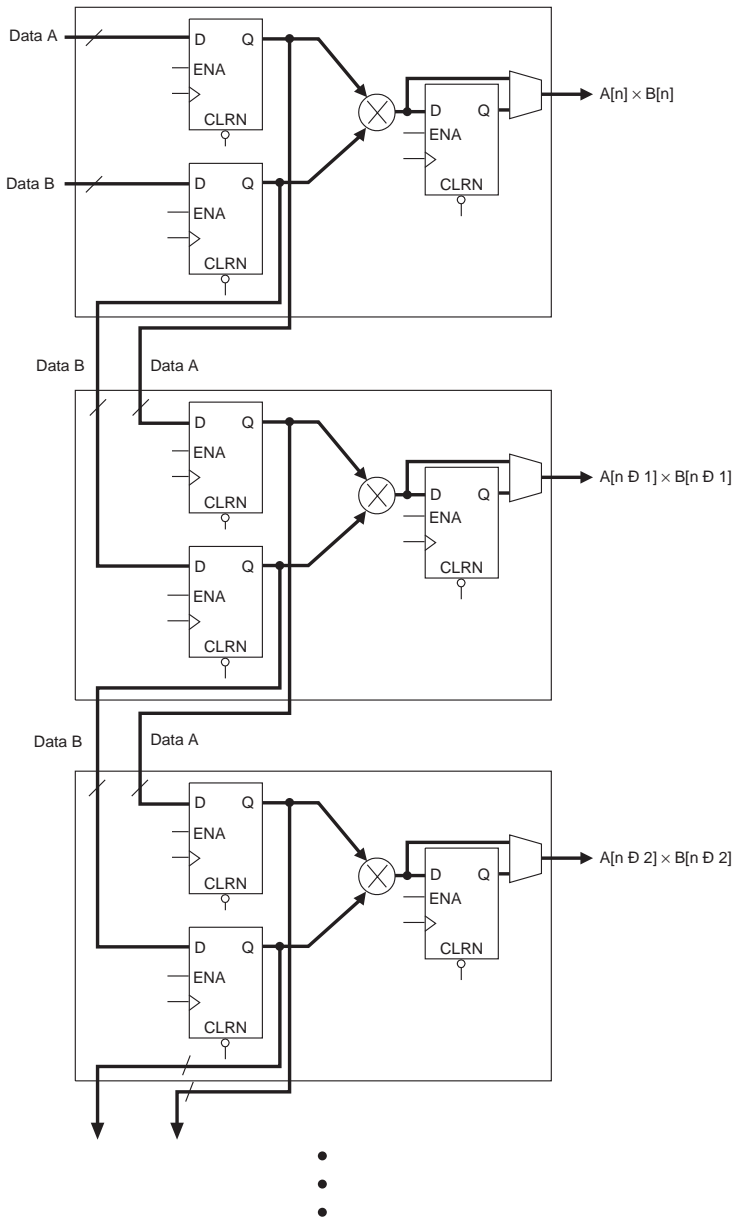 Data A
D Q
ENA
CLRN
D Q
ENA
CLRN
A[n] × B[n]
Data B
D Q
ENA
CLRN
Data B
Data A
D Q
ENA
CLRN
D Q
ENA
CLRN
A[n Ð 1] × B[n Ð 1]
D Q
ENA
CLRN
Data B
Data A
D Q
ENA
CLRN
D Q
ENA
CLRN
A[n Ð 2] × B[n Ð 2]
D Q
ENA
CLRN